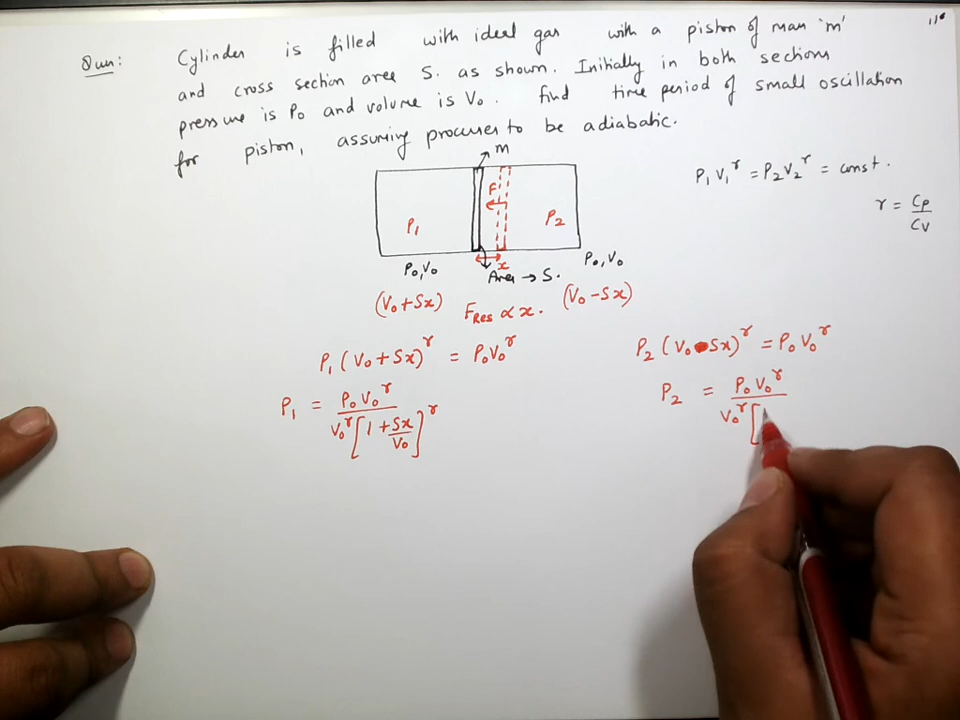 Qun: Cylinder is filled with ideal gas with a piston of mass 'm'
and cross section area S. as shown. Initially in both sections
pressure is P₀ and volume is V₀. find time period of small oscillation
for piston, assuming processes to be adiabatic.
m
P₁V₁^γ = P₂V₂^γ = const.
γ = Cp/Cv
F
P₁ P₂
x
P₀,V₀ Area → S. P₀,V₀
(V₀+Sx) F_Res ∝ x. (V₀-Sx)
P₁(V₀+Sx)^γ = P₀V₀^γ P₂(V₀-Sx)^γ = P₀V₀^γ
P₁ = P₀V₀^γ / V₀^γ[1+Sx/V₀]^γ P₂ = P₀V₀^γ / V₀^γ[